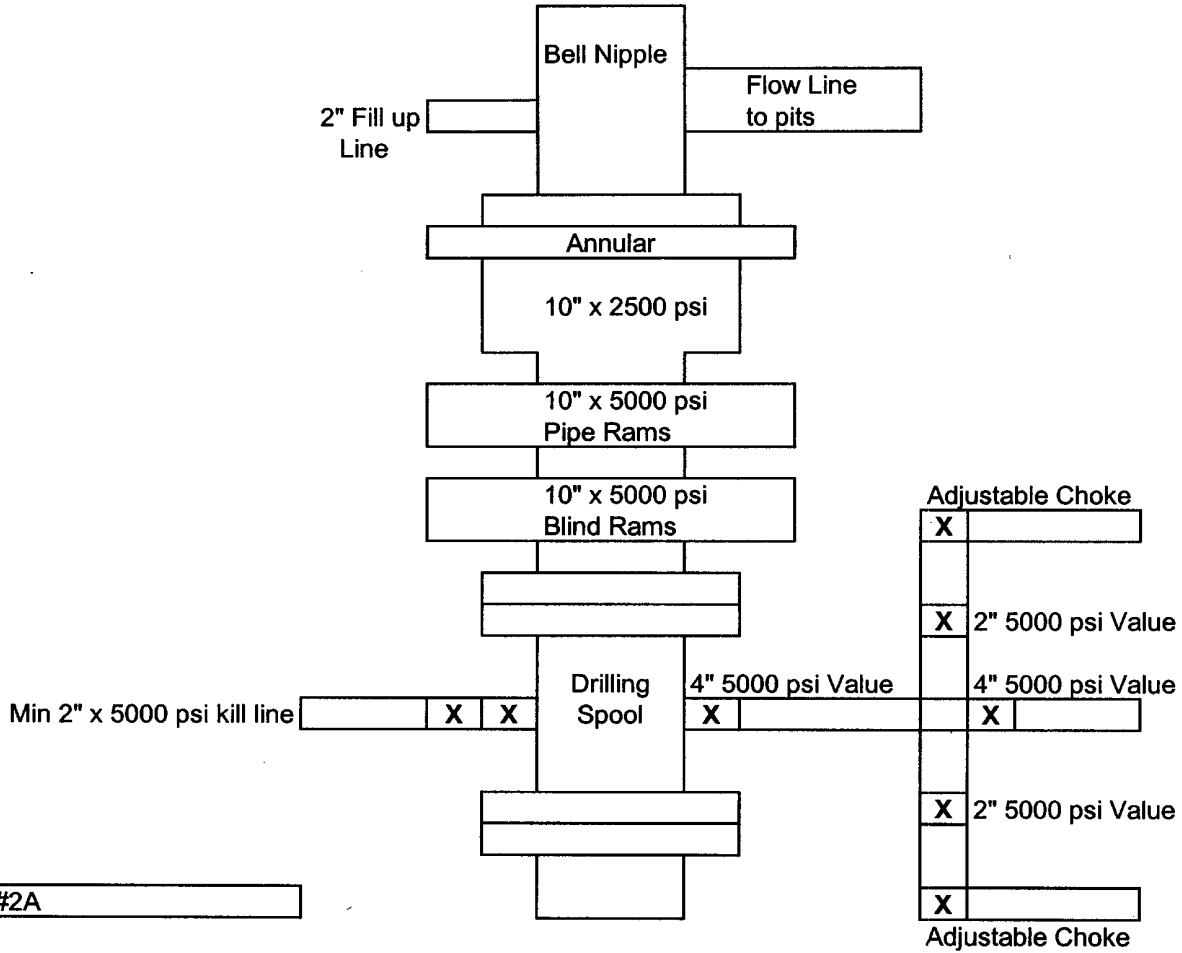 Bell Nipple
Flow Line
to pits
2" Fill up
Line
Annular
10" x 2500 psi
10" x 5000 psi
Pipe Rams
10" x 5000 psi
Blind Rams
Adjustable Choke
X
X 2" 5000 psi Value
Drilling
Spool
4" 5000 psi Value
4" 5000 psi Value
Min 2" x 5000 psi kill line
X X
X
X
X 2" 5000 psi Value
#2A
X
Adjustable Choke